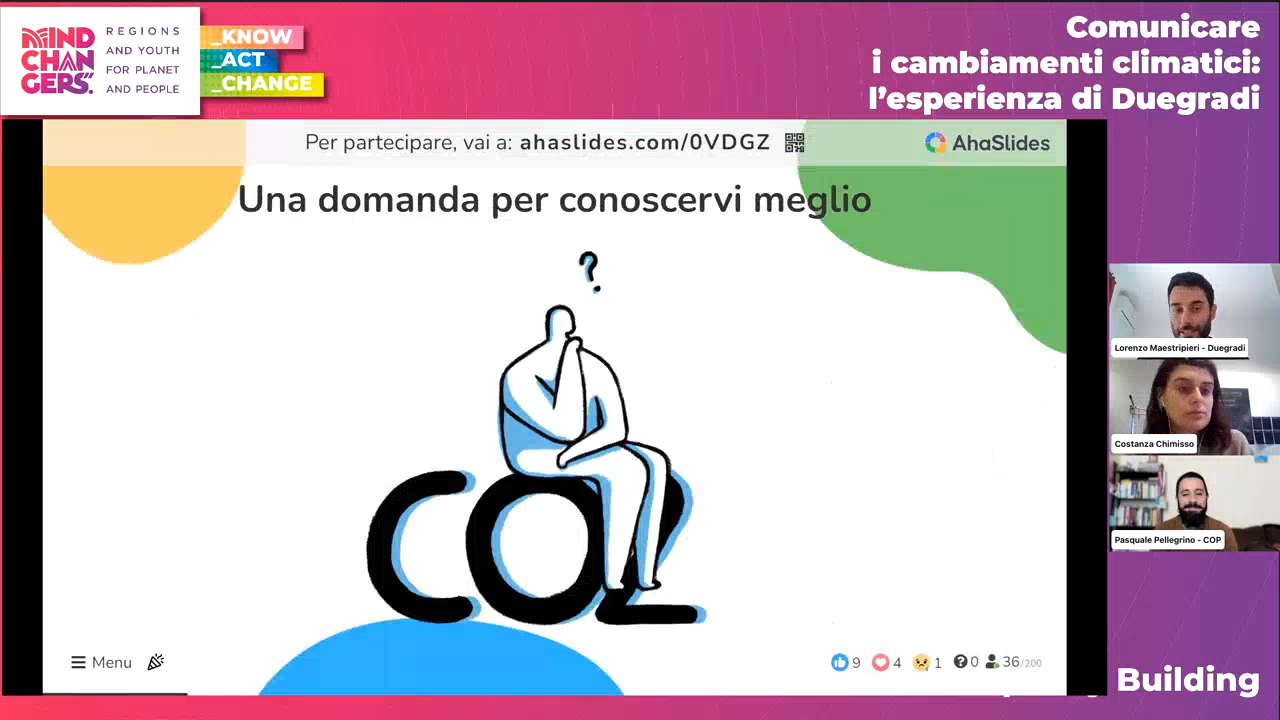 MIND
CHAN
GERS
REGIONS
AND YOUTH
FOR PLANET
AND PEOPLE
_KNOW
_ACT
_CHANGE
Comunicare
i cambiamenti climatici:
l’esperienza di Duegradi
Per partecipare, vai a: ahaslides.com/0VDGZ
AhaSlides
Una domanda per conoscervi meglio
?
CO2
Lorenzo Maestripieri - Duegradi
Costanza Chimisso
Pasquale Pellegrino - COP
Menu
9
4
1
0
36/200
Building